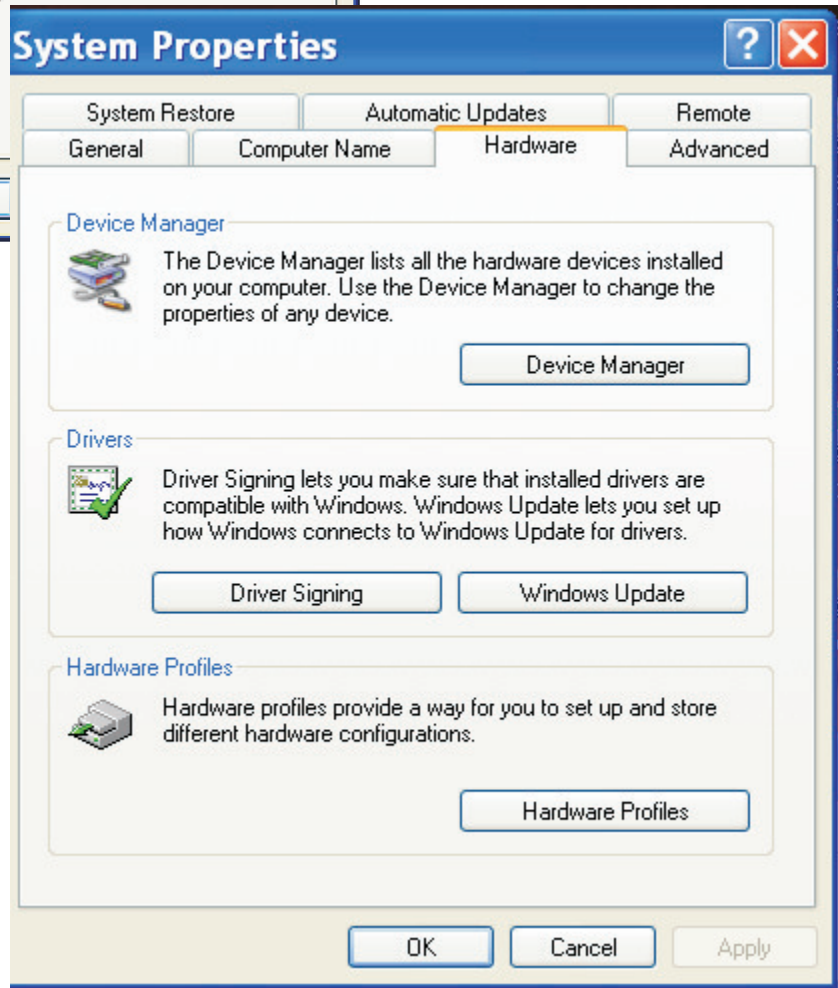 System Properties
System Restore Automatic Updates Remote
General Computer Name Hardware Advanced
Device Manager
The Device Manager lists all the hardware devices installed
on your computer. Use the Device Manager to change the
properties of any device.
Device Manager
Drivers
Driver Signing lets you make sure that installed drivers are
compatible with Windows. Windows Update lets you set up
how Windows connects to Windows Update for drivers.
Driver Signing Windows Update
Hardware Profiles
Hardware profiles provide a way for you to set up and store
different hardware configurations.
Hardware Profiles
OK Cancel Apply